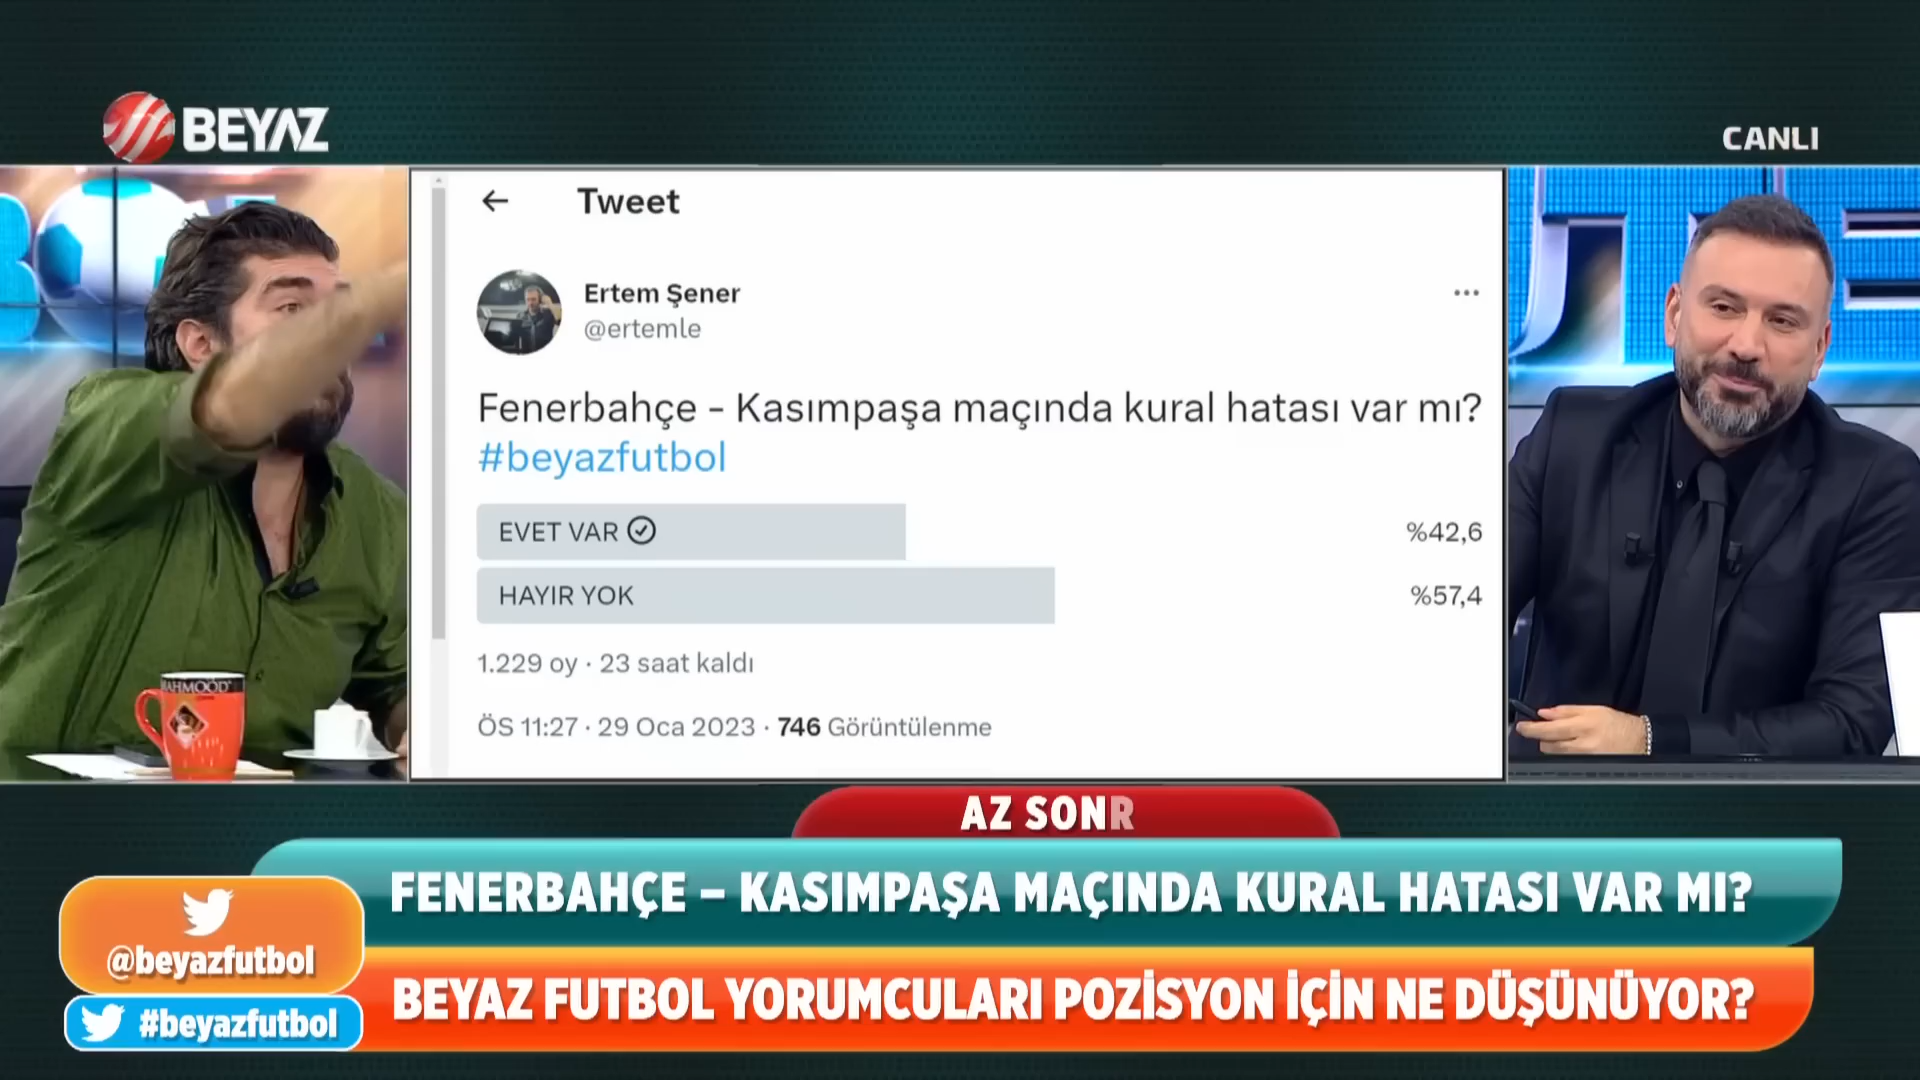 BEYAZ
CANLI
Tweet
Ertem Şener
@ertemle
Fenerbahçe - Kasımpaşa maçında kural hatası var mı?
#beyazfutbol
EVET VAR
%42,6
HAYIR YOK
%57,4
1.229 oy · 23 saat kaldı
ÖS 11:27 · 29 Oca 2023 · 746 Görüntülenme
AHMOOD
AZ SONR
FENERBAHÇE – KASIMPAŞA MAÇINDA KURAL HATASI VAR MI?
@beyazfutbol
BEYAZ FUTBOL YORUMCULARI POZİSYON İÇİN NE DÜŞÜNÜYOR?
#beyazfutbol